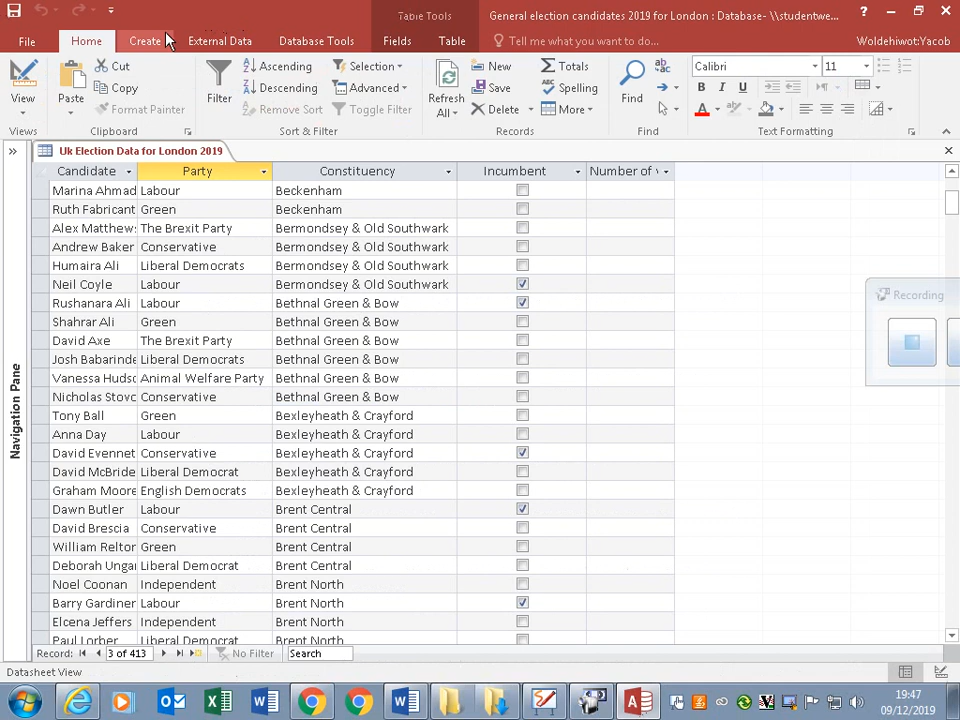 Table Tools
General election candidates 2019 for London : Database- \\studentwe...
?
File
Home
Create
External Data
Database Tools
Fields
Table
Tell me what you want to do...
Woldehiwot:Yacob
View
Views
Paste
Cut
Copy
Format Painter
Clipboard
Filter
Ascending
Descending
Remove Sort
Selection
Advanced
Toggle Filter
Sort & Filter
Refresh
All
New
Save
Delete
Totals
Spelling
More
Records
Find
Find
Calibri
11
B I U
Text Formatting
Uk Election Data for London 2019
Candidate Party Constituency Incumbent Number of
Marina Ahmad Labour Beckenham
Ruth Fabricant Green Beckenham
Alex Matthews The Brexit Party Bermondsey & Old Southwark
Andrew Baker Conservative Bermondsey & Old Southwark
Humaira Ali Liberal Democrats Bermondsey & Old Southwark
Neil Coyle Labour Bermondsey & Old Southwark
Rushanara Ali Labour Bethnal Green & Bow
Shahrar Ali Green Bethnal Green & Bow
David Axe The Brexit Party Bethnal Green & Bow
Josh Babarinde Liberal Democrats Bethnal Green & Bow
Vanessa Hudso Animal Welfare Party Bethnal Green & Bow
Nicholas Stovo Conservative Bethnal Green & Bow
Tony Ball Green Bexleyheath & Crayford
Anna Day Labour Bexleyheath & Crayford
David Evennet Conservative Bexleyheath & Crayford
David McBride Liberal Democrat Bexleyheath & Crayford
Graham Moore English Democrats Bexleyheath & Crayford
Dawn Butler Labour Brent Central
David Brescia Conservative Brent Central
William Relton Green Brent Central
Deborah Ungar Liberal Democrat Brent Central
Noel Coonan Independent Brent North
Barry Gardiner Labour Brent North
Elcena Jeffers Independent Brent North
Paul Lorber Liberal Democrat Brent North
Navigation Pane
Recording
Record: 3 of 413 No Filter Search
Datasheet View
19:47
09/12/2019